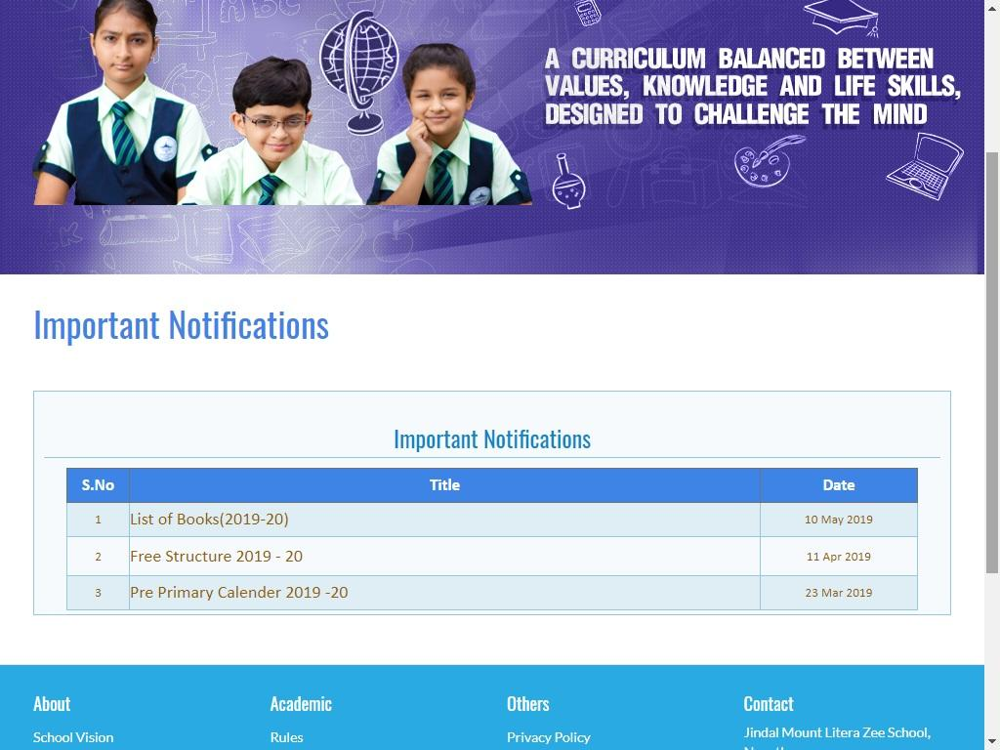 A CURRICULUM BALANCED BETWEEN
VALUES, KNOWLEDGE AND LIFE SKILLS,
DESIGNED TO CHALLENGE THE MIND
Important Notifications
Important Notifications
S.No Title Date
1 List of Books(2019-20) 10 May 2019
2 Free Structure 2019 - 20 11 Apr 2019
3 Pre Primary Calender 2019 -20 23 Mar 2019
About Academic Others Contact
School Vision Rules Privacy Policy Jindal Mount Litera Zee School,